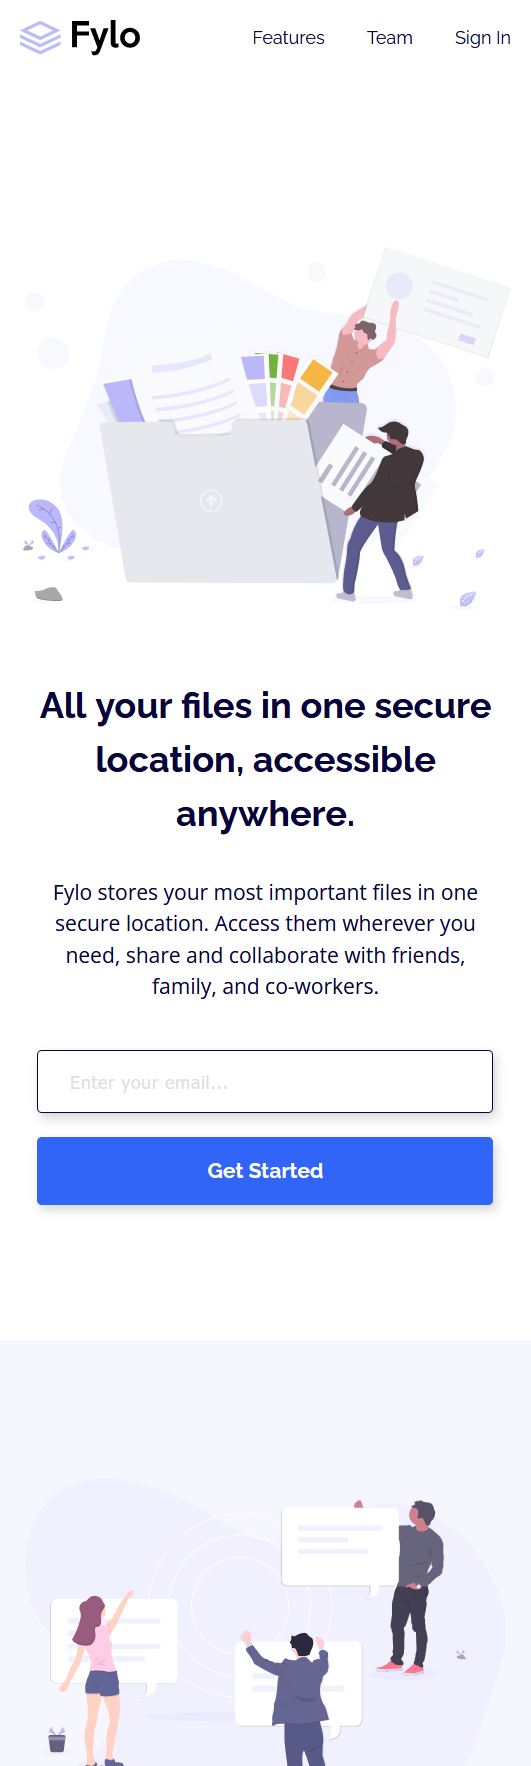 Fylo
Features
Team
Sign In
All your files in one secure
location, accessible
anywhere.
Fylo stores your most important files in one
secure location. Access them wherever you
need, share and collaborate with friends,
family, and co-workers.
Enter your email...
Get Started